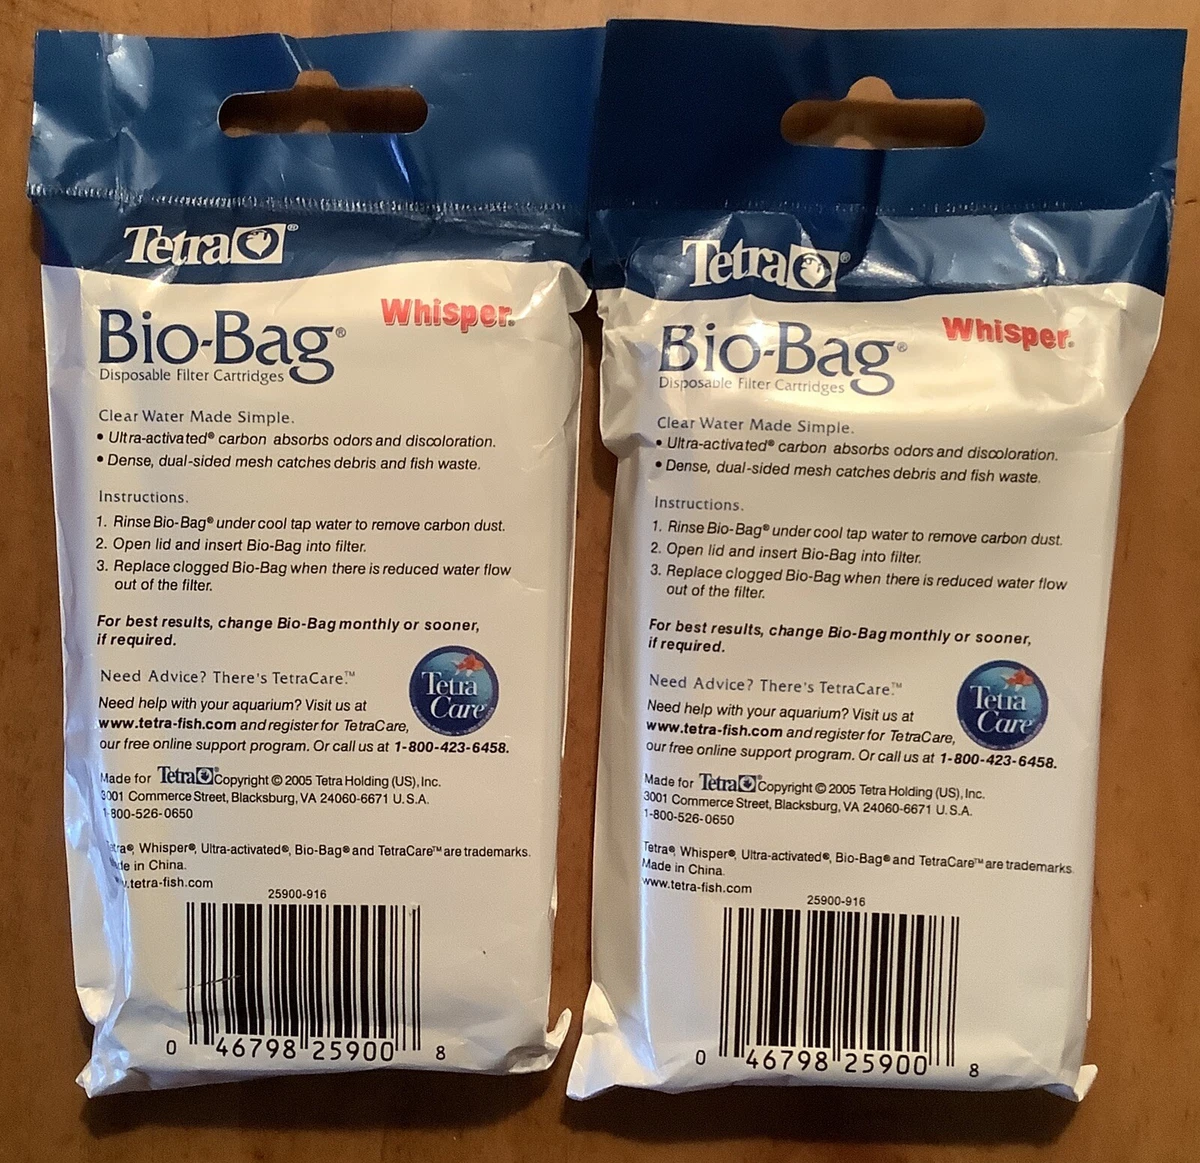 Tetra®
Bio-Bag®
Whisper®
Disposable Filter Cartridges
Clear Water Made Simple.
• Ultra-activated® carbon absorbs odors and discoloration.
• Dense, dual-sided mesh catches debris and fish waste.
Instructions.
1. Rinse Bio-Bag® under cool tap water to remove carbon dust.
2. Open lid and insert Bio-Bag into filter.
3. Replace clogged Bio-Bag when there is reduced water flow
out of the filter.
For best results, change Bio-Bag monthly or sooner,
if required.
Need Advice? There's TetraCare.™
Need help with your aquarium? Visit us at
www.tetra-fish.com and register for TetraCare,
our free online support program. Or call us at 1-800-423-6458.
Tetra
Care
Made for Tetra® Copyright © 2005 Tetra Holding (US), Inc.
3001 Commerce Street, Blacksburg, VA 24060-6671 U.S.A.
1-800-526-0650
Tetra®, Whisper®, Ultra-activated®, Bio-Bag® and TetraCare™ are trademarks.
Made in China.
www.tetra-fish.com
25900-916
0 46798 25900 8
Tetra®
Bio-Bag®
Whisper®
Disposable Filter Cartridges
Clear Water Made Simple.
• Ultra-activated® carbon absorbs odors and discoloration.
• Dense, dual-sided mesh catches debris and fish waste.
Instructions.
1. Rinse Bio-Bag® under cool tap water to remove carbon dust.
2. Open lid and insert Bio-Bag into filter.
3. Replace clogged Bio-Bag when there is reduced water flow
out of the filter.
For best results, change Bio-Bag monthly or sooner,
if required.
Need Advice? There's TetraCare.™
Need help with your aquarium? Visit us at
www.tetra-fish.com and register for TetraCare,
our free online support program. Or call us at 1-800-423-6458.
Tetra
Care
Made for Tetra® Copyright © 2005 Tetra Holding (US), Inc.
3001 Commerce Street, Blacksburg, VA 24060-6671 U.S.A.
1-800-526-0650
Tetra®, Whisper®, Ultra-activated®, Bio-Bag® and TetraCare™ are trademarks
Made in China.
www.tetra-fish.com
25900-916
0 46798 25900 8